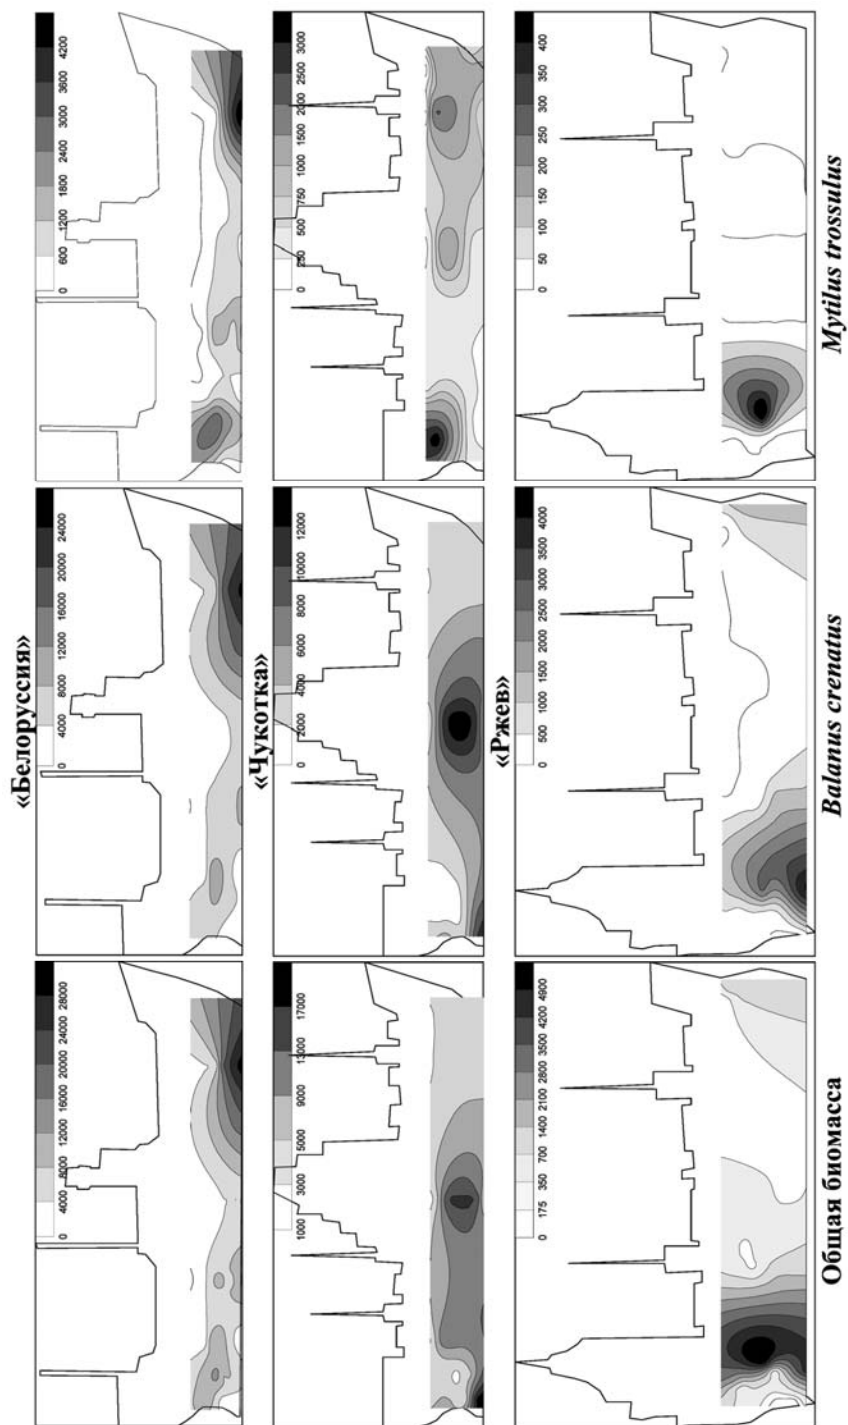 «Белоруссия»
0 4000 8000 12000 16000 20000 24000 28000
0 4000 8000 12000 16000 20000 24000
0 600 1200 1800 2400 3000 3600 4200
«Чукотка»
1000 3000 5000 9000 13000 17000
0 2000 4000 6000 8000 10000 12000
0 250 500 750 1000 1500 2000 2500 3000
«Ржев»
0 175 350 700 1400 2100 2800 3500 4200 4900
0 500 1000 1500 2000 2500 3000 3500 4000
0 50 100 150 200 250 300 350 400
Общая биомасса
Balanus crenatus
Mytilus trossulus